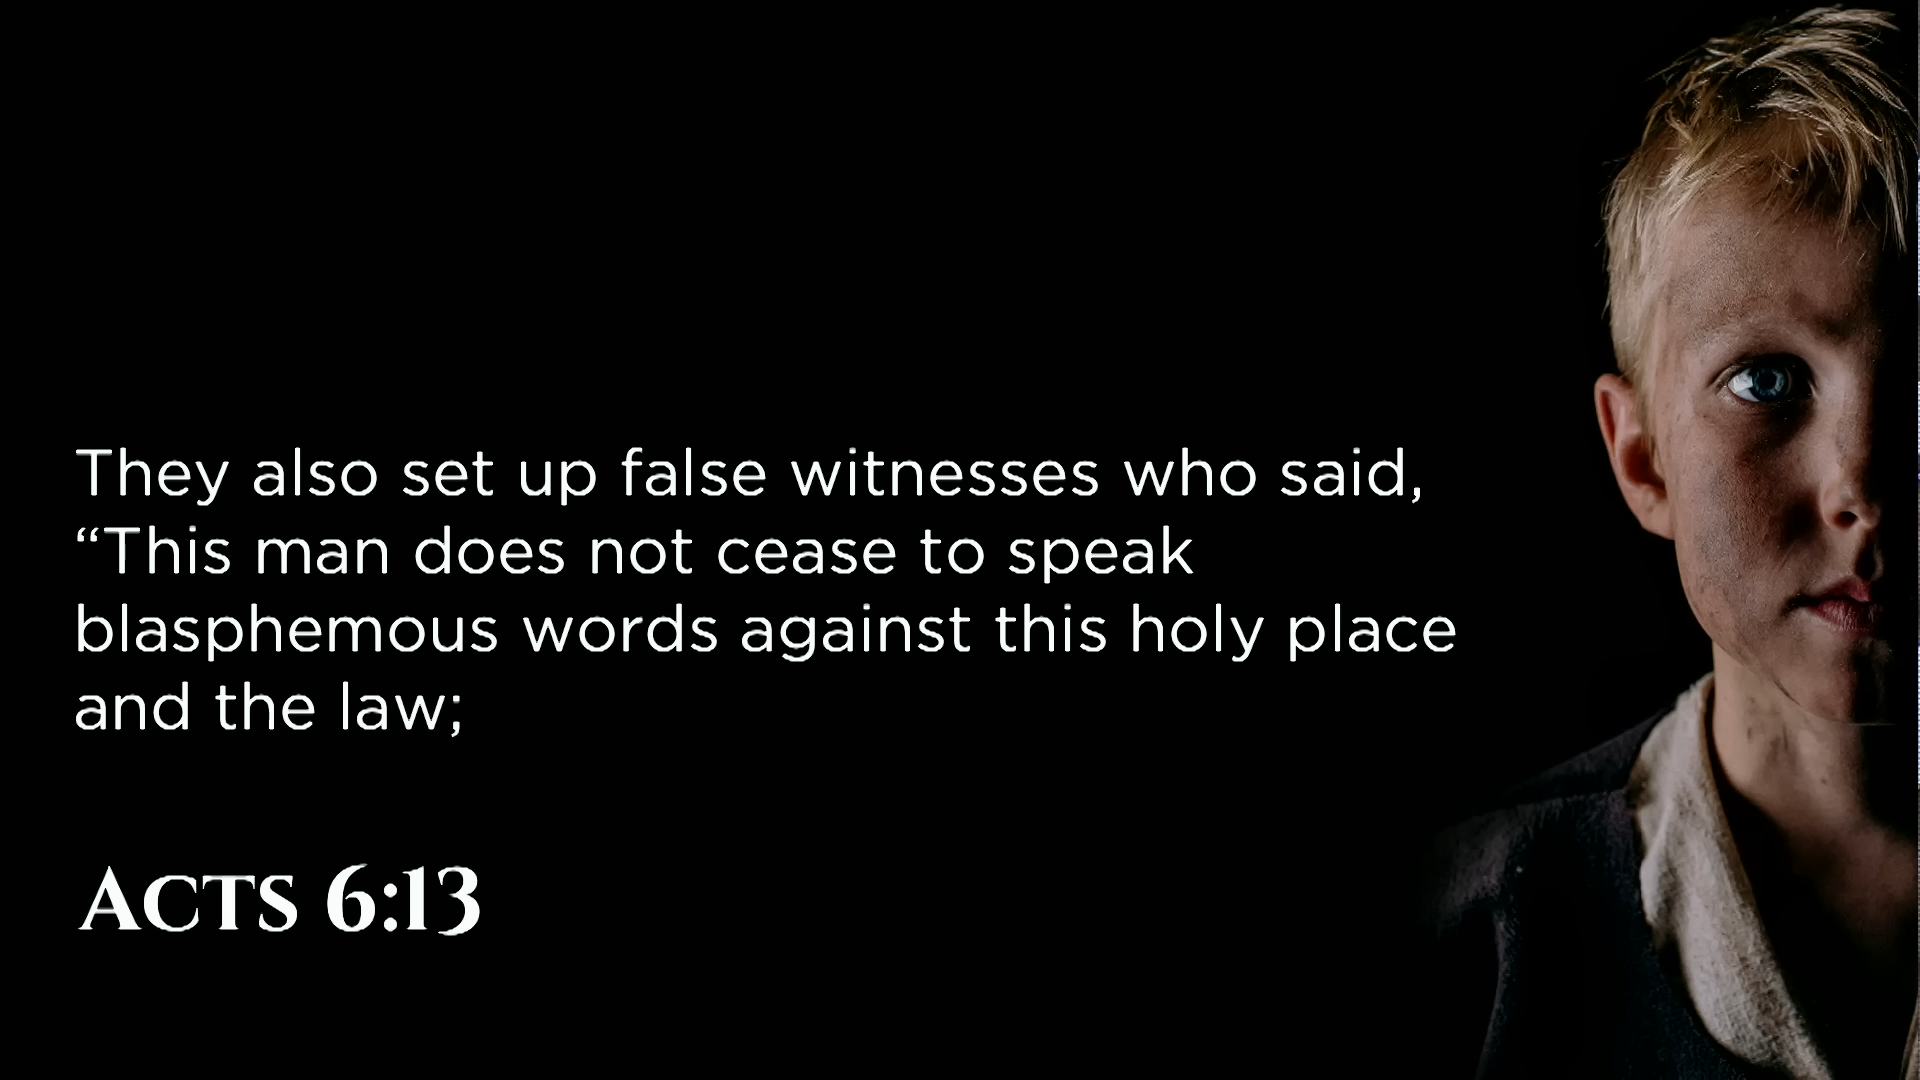 They also set up false witnesses who said,
“This man does not cease to speak
blasphemous words against this holy place
and the law;
Acts 6:13